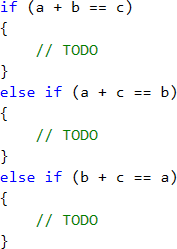 if (a + b == c)
{
    // TODO
}
else if (a + c == b)
{
    // TODO
}
else if (b + c == a)
{
    // TODO
}